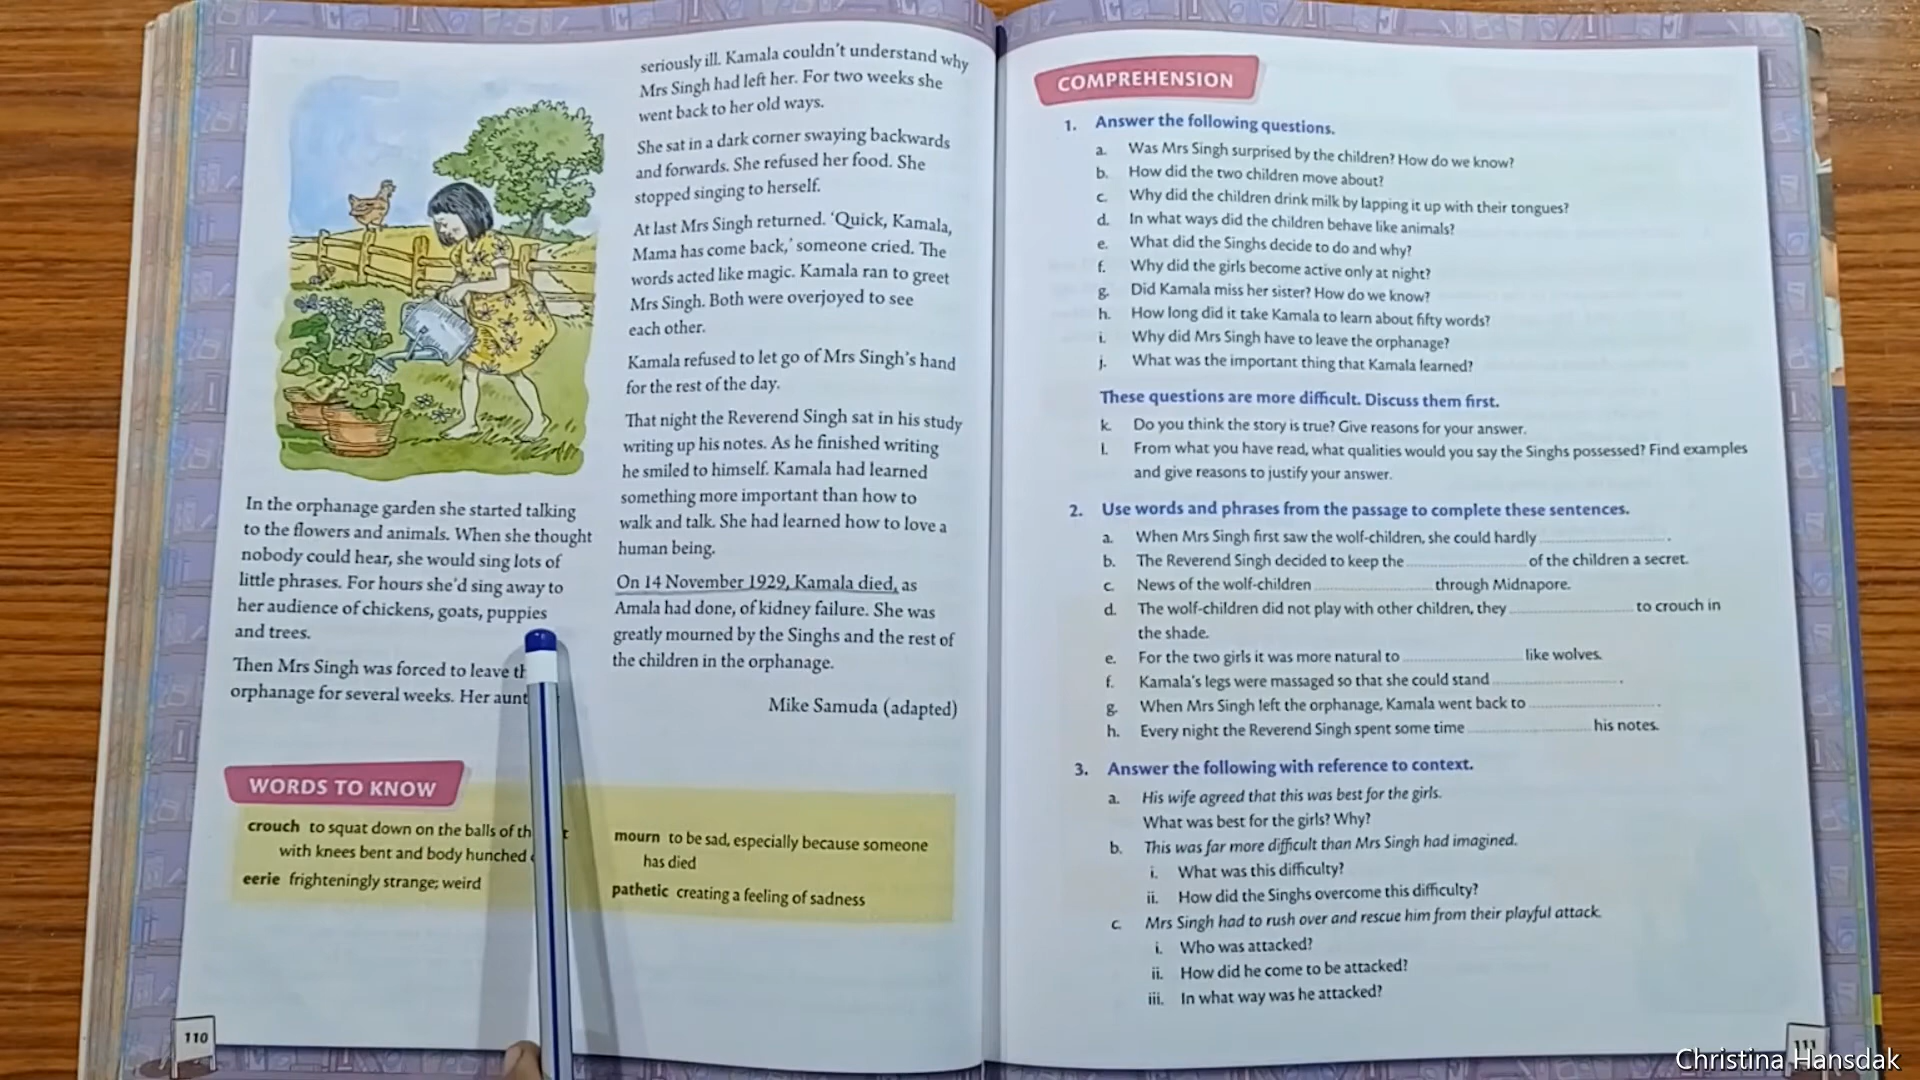 In the orphanage garden she started talking
to the flowers and animals. When she thought
nobody could hear, she would sing lots of
little phrases. For hours she'd sing away to
her audience of chickens, goats, puppies
and trees.
Then Mrs Singh was forced to leave
orphanage for several weeks. Her aunt
seriously ill. Kamala couldn't understand why
Mrs Singh had left her. For two weeks she
went back to her old ways.
She sat in a dark corner swaying backwards
and forwards. She refused her food. She
stopped singing to herself.
At last Mrs Singh returned. 'Quick, Kamala,
Mama has come back,' someone cried. The
words acted like magic. Kamala ran to greet
Mrs Singh. Both were overjoyed to see
each other.
Kamala refused to let go of Mrs Singh's hand
for the rest of the day.
That night the Reverend Singh sat in his study
writing up his notes. As he finished writing
he smiled to himself. Kamala had learned
something more important than how to
walk and talk. She had learned how to love a
human being.
On 14 November 1929, Kamala died, as
Amala had done, of kidney failure. She was
greatly mourned by the Singhs and the rest of
the children in the orphanage.
Mike Samuda (adapted)
WORDS TO KNOW
crouch to squat down on the balls of
with knees bent and body hunched
eerie frighteningly strange; weird
mourn to be sad, especially because someone
has died
pathetic creating a feeling of sadness
110
COMPREHENSION
1. Answer the following questions.
a. Was Mrs Singh surprised by the children? How do we know?
b. How did the two children move about?
c. Why did the children drink milk by lapping it up with their tongues?
d. In what ways did the children behave like animals?
e. What did the Singhs decide to do and why?
f. Why did the girls become active only at night?
g. Did Kamala miss her sister? How do we know?
h. How long did it take Kamala to learn about fifty words?
i. Why did Mrs Singh have to leave the orphanage?
j. What was the important thing that Kamala learned?
These questions are more difficult. Discuss them first.
k. Do you think the story is true? Give reasons for your answer.
l. From what you have read, what qualities would you say the Singhs possessed? Find examples
and give reasons to justify your answer.
2. Use words and phrases from the passage to complete these sentences.
a. When Mrs Singh first saw the wolf-children, she could hardly .
b. The Reverend Singh decided to keep the of the children a secret.
c. News of the wolf-children through Midnapore.
d. The wolf-children did not play with other children, they to crouch in
the shade.
e. For the two girls it was more natural to like wolves.
f. Kamala's legs were massaged so that she could stand .
g. When Mrs Singh left the orphanage, Kamala went back to .
h. Every night the Reverend Singh spent some time his notes.
3. Answer the following with reference to context.
a. His wife agreed that this was best for the girls.
What was best for the girls? Why?
b. This was far more difficult than Mrs Singh had imagined.
i. What was this difficulty?
ii. How did the Singhs overcome this difficulty?
c. Mrs Singh had to rush over and rescue him from their playful attack.
i. Who was attacked?
ii. How did he come to be attacked?
iii. In what way was he attacked?
111
Christina Hansdak